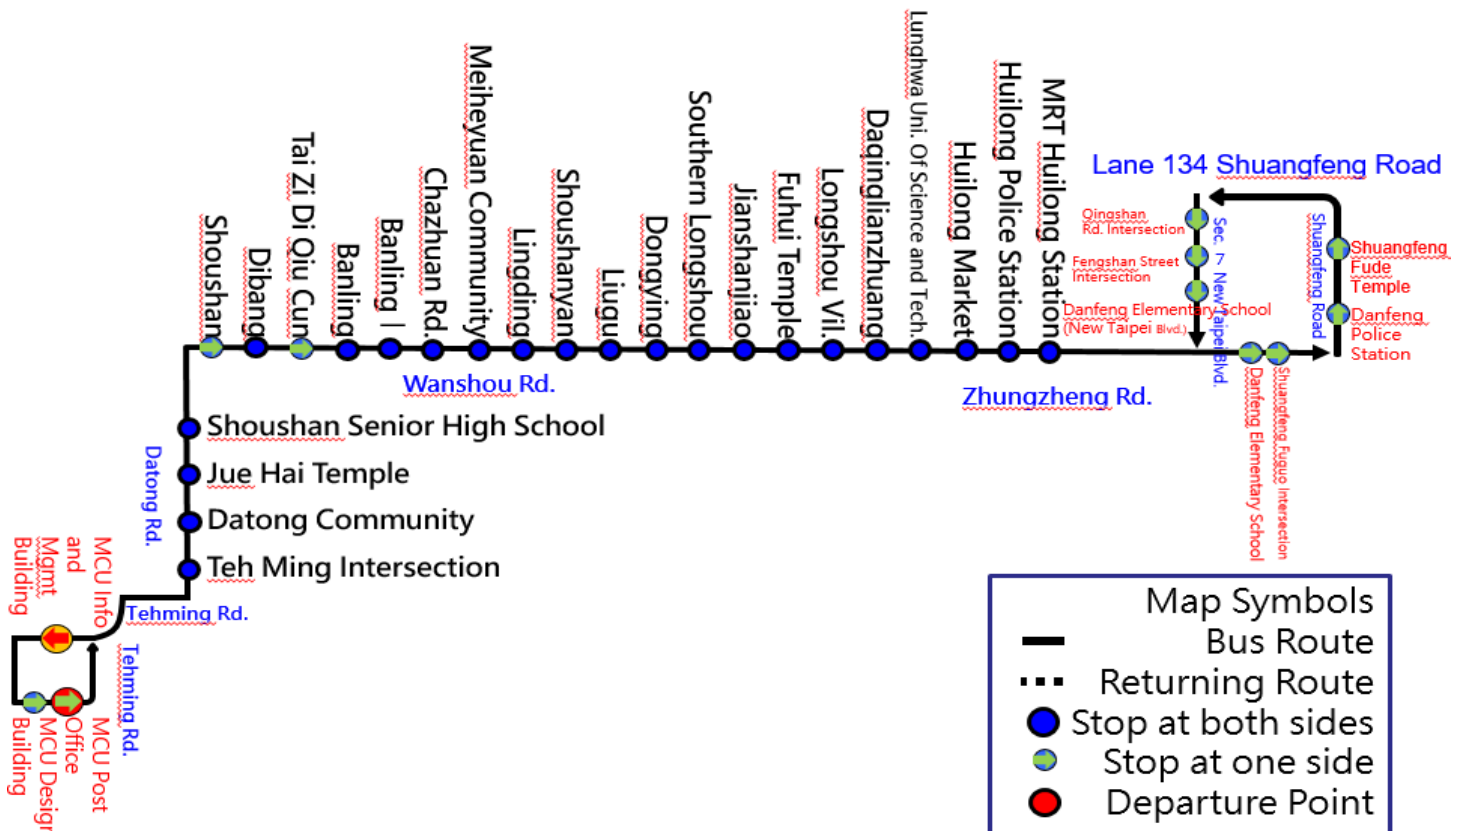 Shoushan
Dibang
Tai Zi Di Qiu Cun
Banling
Banling I
Chazhuan Rd.
Meiheyuan Community
Lingding
Shoushanyan
Liugu
Dongying
Southern Longshou
Jianshanjiao
Fuhui Temple
Longshou Vil.
Daqinglianzhuang
Lunghwa Uni. Of Science and Tech.
Huilong Market
Huilong Police Station
MRT Huilong Station
Lane 134 Shuangfeng Road
Qingshan
Rd. Intersection
Fengshan Street
Intersection
Danfeng Elementary School
(New Taipei Blvd.)
Sec. 7 New Taipei Blvd.
Shuangfeng Road
Shuangfeng
Fude
Temple
Danfeng
Police
Station
Wanshou Rd.
Zhungzheng Rd.
Danfeng Elementary School
Shuangfeng Fuguo Intersection
Shoushan Senior High School
Jue Hai Temple
Datong Community
Teh Ming Intersection
Datong Rd.
MCU Info
and
Mgmt
Building
Tehming Rd.
Tehming Rd.
MCU Post
Office
MCU Design
Building
Map Symbols
Bus Route
Returning Route
Stop at both sides
Stop at one side
Departure Point